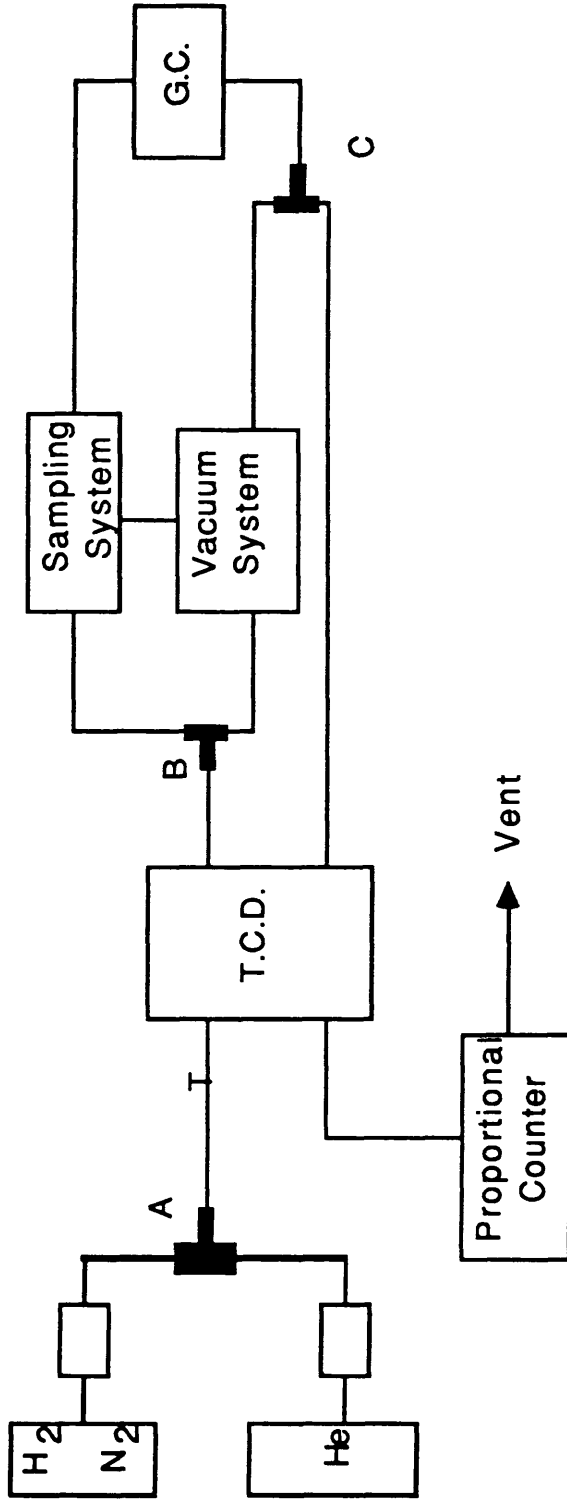 H2
N2
He
A
T
T.C.D.
B
Sampling
System
Vacuum
System
G.C.
C
Proportional
Counter
Vent